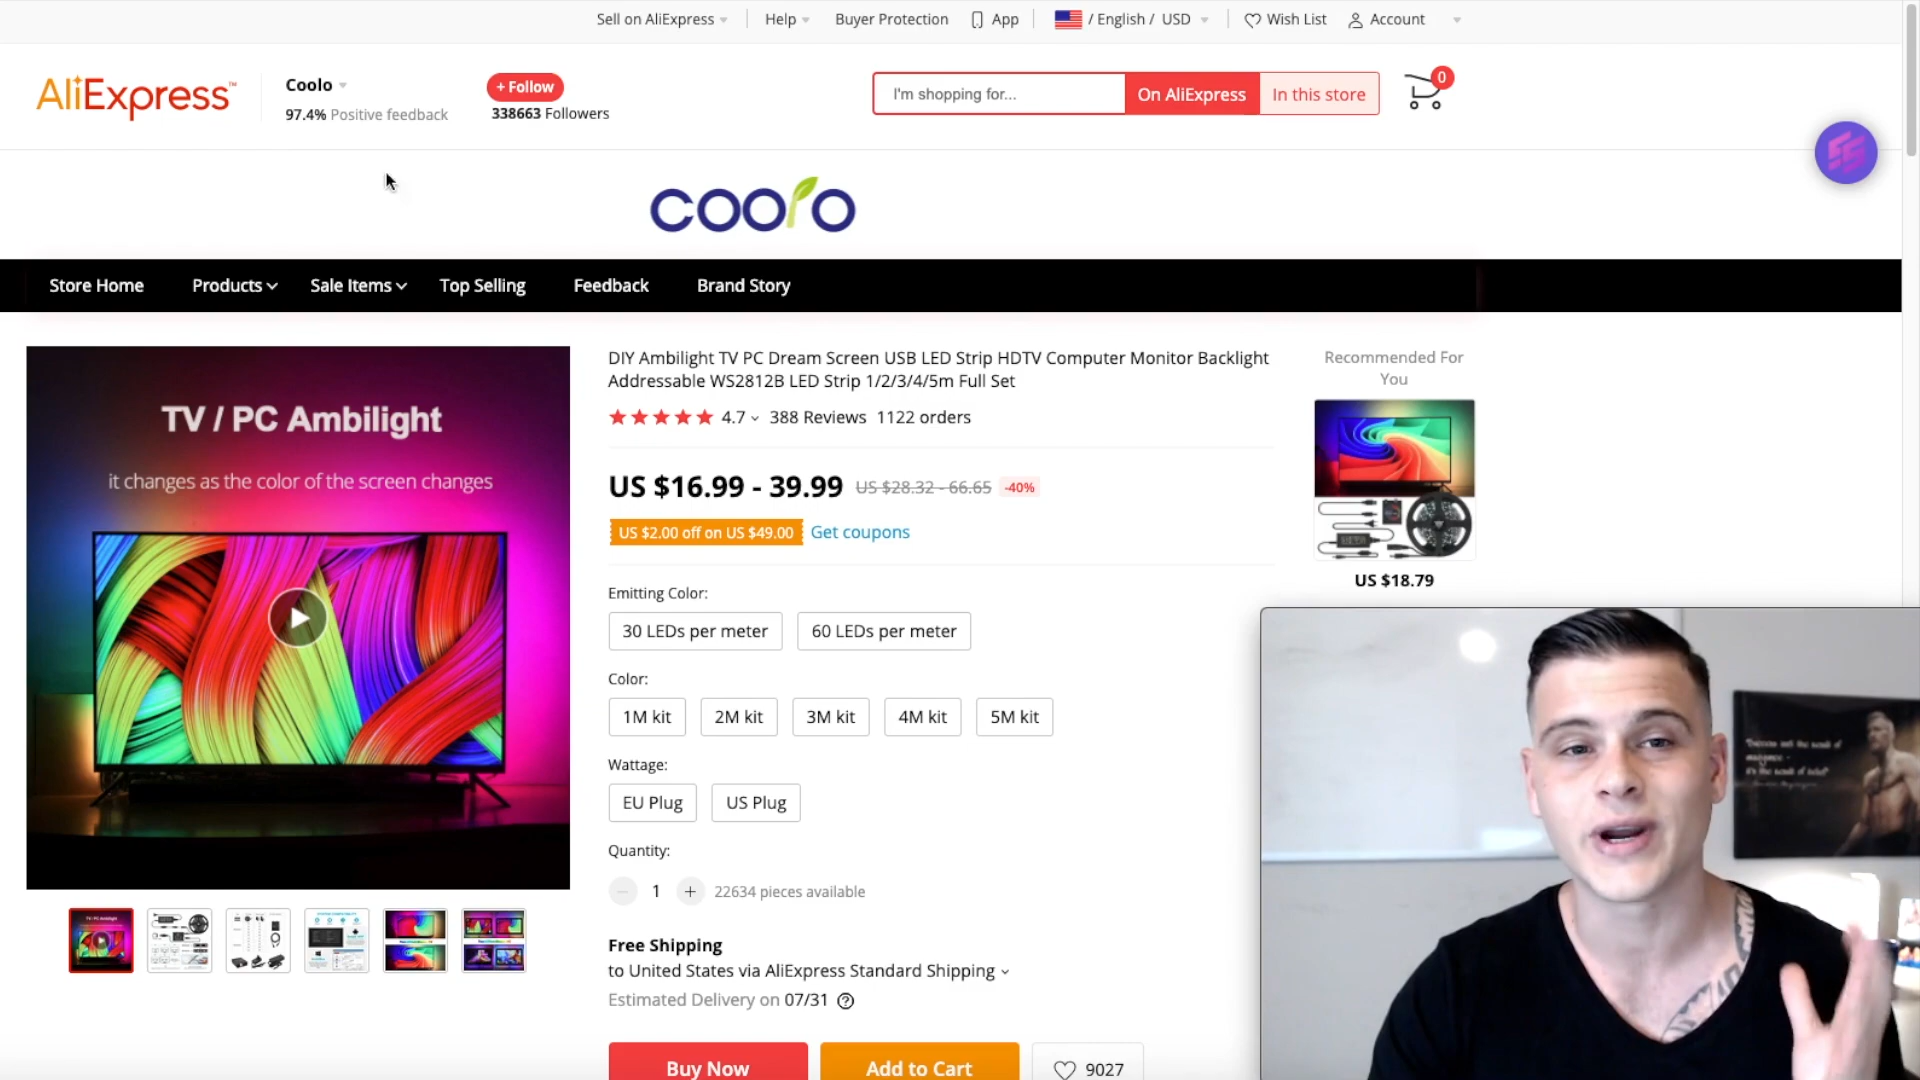 Sell on AliExpress
Help
Buyer Protection
App
/ English / USD
Wish List
Account
AliExpress™
Coolo
97.4% Positive feedback
+ Follow
338663 Followers
I'm shopping for...
On AliExpress
In this store
0
coolo
Store Home
Products
Sale Items
Top Selling
Feedback
Brand Story
TV / PC Ambilight
it changes as the color of the screen changes
DIY Ambilight TV PC Dream Screen USB LED Strip HDTV Computer Monitor Backlight
Addressable WS2812B LED Strip 1/2/3/4/5m Full Set
4.7
388 Reviews
1122 orders
US $16.99 - 39.99
US $28.32 - 66.65
-40%
US $2.00 off on US $49.00
Get coupons
Emitting Color:
30 LEDs per meter
60 LEDs per meter
Color:
1M kit
2M kit
3M kit
4M kit
5M kit
Wattage:
EU Plug
US Plug
Quantity:
1
22634 pieces available
Free Shipping
to United States via AliExpress Standard Shipping
Estimated Delivery on 07/31
Buy Now
Add to Cart
9027
Recommended For
You
US $18.79